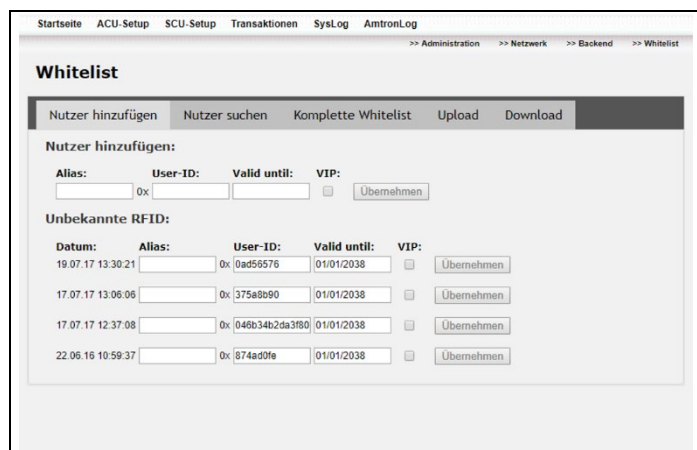 Startseite ACU-Setup SCU-Setup Transaktionen SysLog AmtronLog
>> Administration >> Netzwerk >> Backend >> Whitelist
Whitelist
Nutzer hinzufügen Nutzer suchen Komplette Whitelist Upload Download
Nutzer hinzufügen:
Alias: User-ID: Valid until: VIP:
0x Übernehmen
Unbekannte RFID:
Datum: Alias: User-ID: Valid until: VIP:
19.07.17 13:30:21 0x 0ad56576 01/01/2038 Übernehmen
17.07.17 13:06:06 0x 375a8b90 01/01/2038 Übernehmen
17.07.17 12:37:08 0x 046b34b2da3f80 01/01/2038 Übernehmen
22.06.16 10:59:37 0x 874ad0fe 01/01/2038 Übernehmen